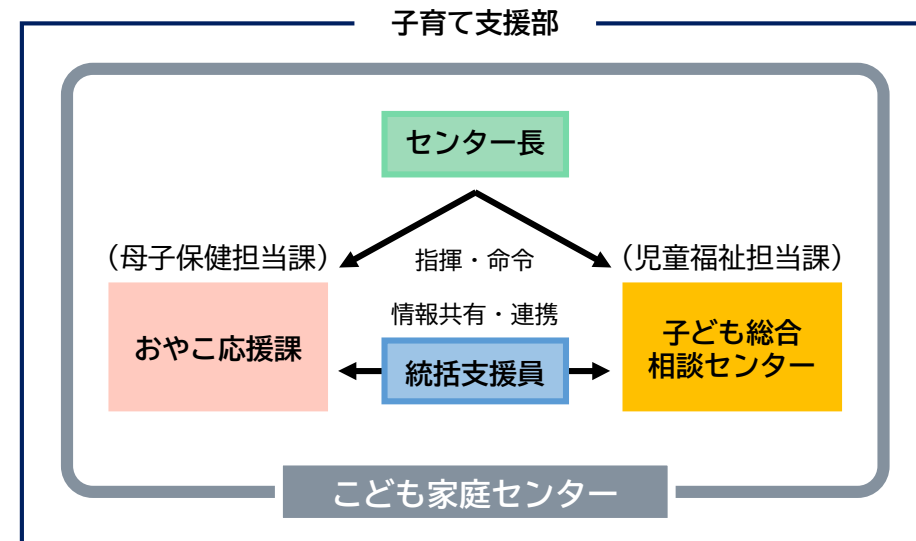 子育て支援部
センター長
（母子保健担当課）
指揮・命令
（児童福祉担当課）
情報共有・連携
おやこ応援課
統括支援員
子ども総合
相談センター
こども家庭センター